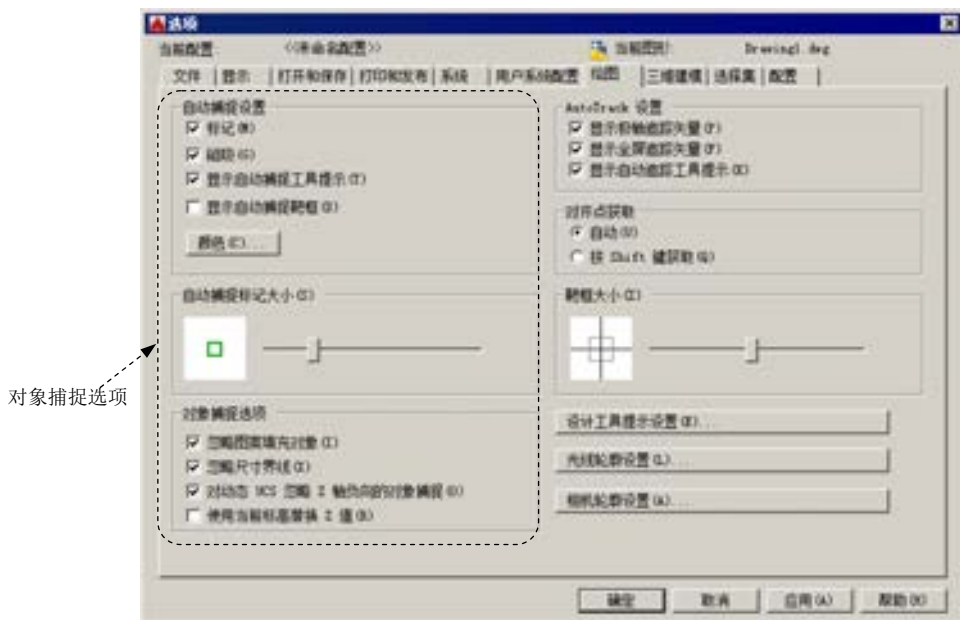 选项
当前配置:
<<未命名配置>>
当前图形:
Drawing1.dwg
文件
显示
打开和保存
打印和发布
系统
用户系统配置
绘图
三维建模
选择集
配置
自动捕捉设置
标记(M)
磁吸(G)
显示自动捕捉工具提示(T)
显示自动捕捉靶框(D)
颜色(C)...
自动捕捉标记大小(S)
对象捕捉选项
忽略图案填充对象(I)
忽略尺寸界线(X)
对动态 UCS 忽略 Z 轴负向的对象捕捉(O)
使用当前标高替换 Z 值(R)
AutoTrack 设置
显示极轴追踪矢量(P)
显示全屏追踪矢量(F)
显示自动追踪工具提示(K)
对齐点获取
自动(U)
按 Shift 键获取(Q)
靶框大小(Z)
设计工具提示设置(E)...
光线轮廓设置(L)...
相机轮廓设置(A)...
确定
取消
应用(A)
帮助(H)
对象捕捉选项